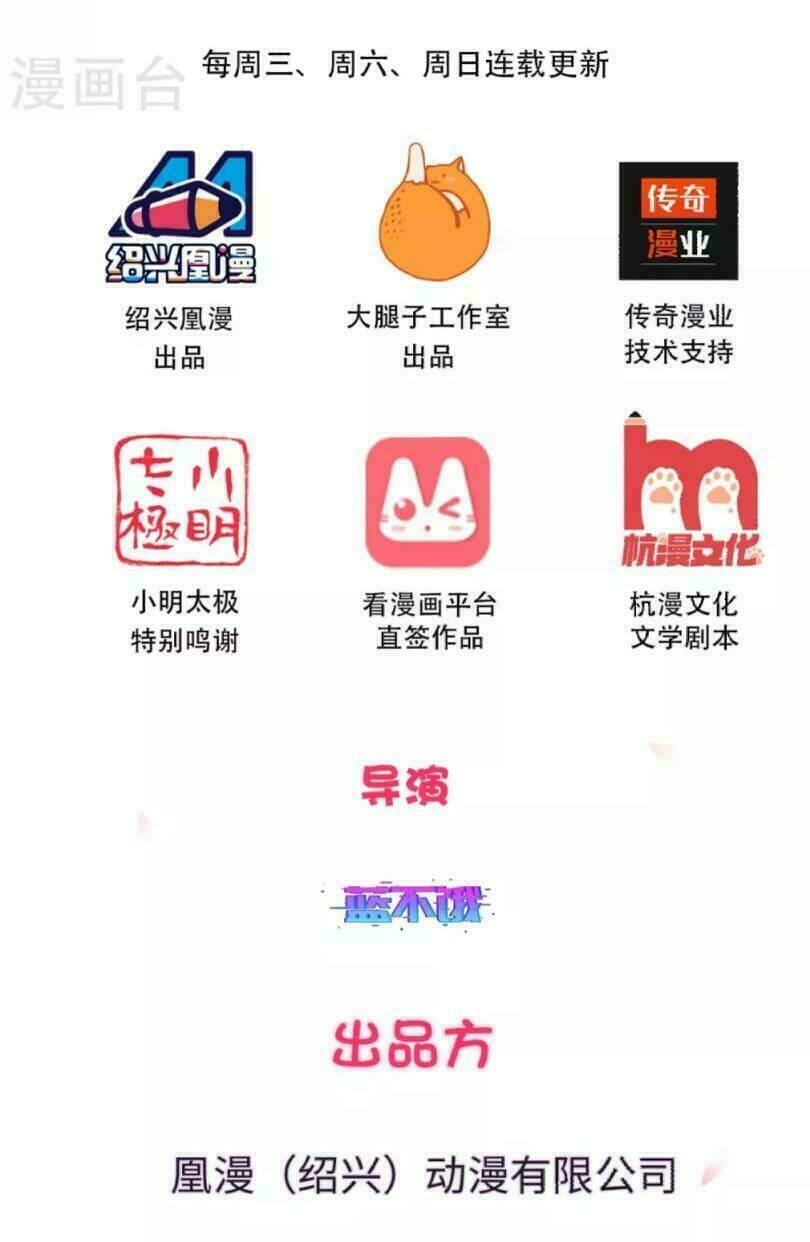 漫画台
每周三、周六、周日连载更新
绍兴凰漫
传奇
漫业
绍兴凰漫
出品
大腿子工作室
出品
传奇漫业
技术支持
小明
太極
杭漫文化
小明太极
特别鸣谢
看漫画平台
直签作品
杭漫文化
文学剧本
导演
蓝不饿
出品方
凰漫（绍兴）动漫有限公司